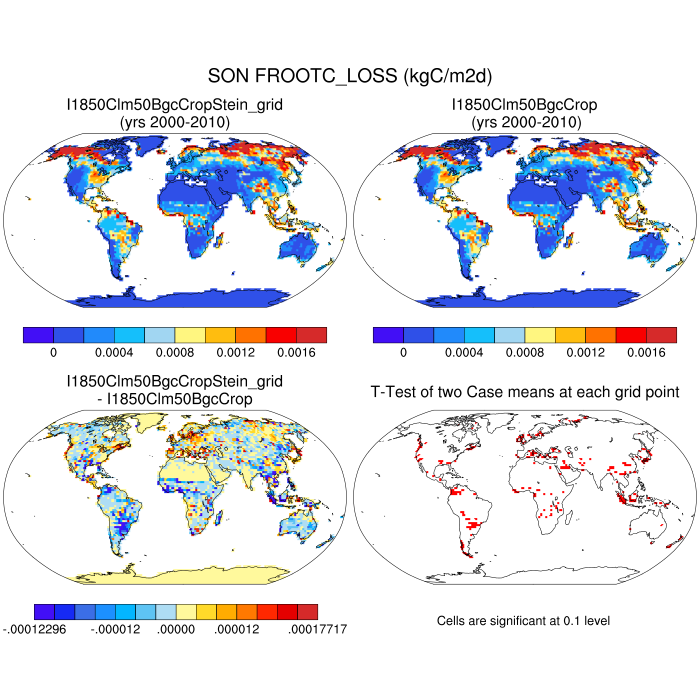 SON FROOTC_LOSS (kgC/m2d)
I1850Clm50BgcCropStein_grid
(yrs 2000-2010)
I1850Clm50BgcCrop
(yrs 2000-2010)
0 0.0004 0.0008 0.0012 0.0016
0 0.0004 0.0008 0.0012 0.0016
I1850Clm50BgcCropStein_grid
- I1850Clm50BgcCrop
T-Test of two Case means at each grid point
-.00012296 -.000012 .00000 .000012 .00017717
Cells are significant at 0.1 level